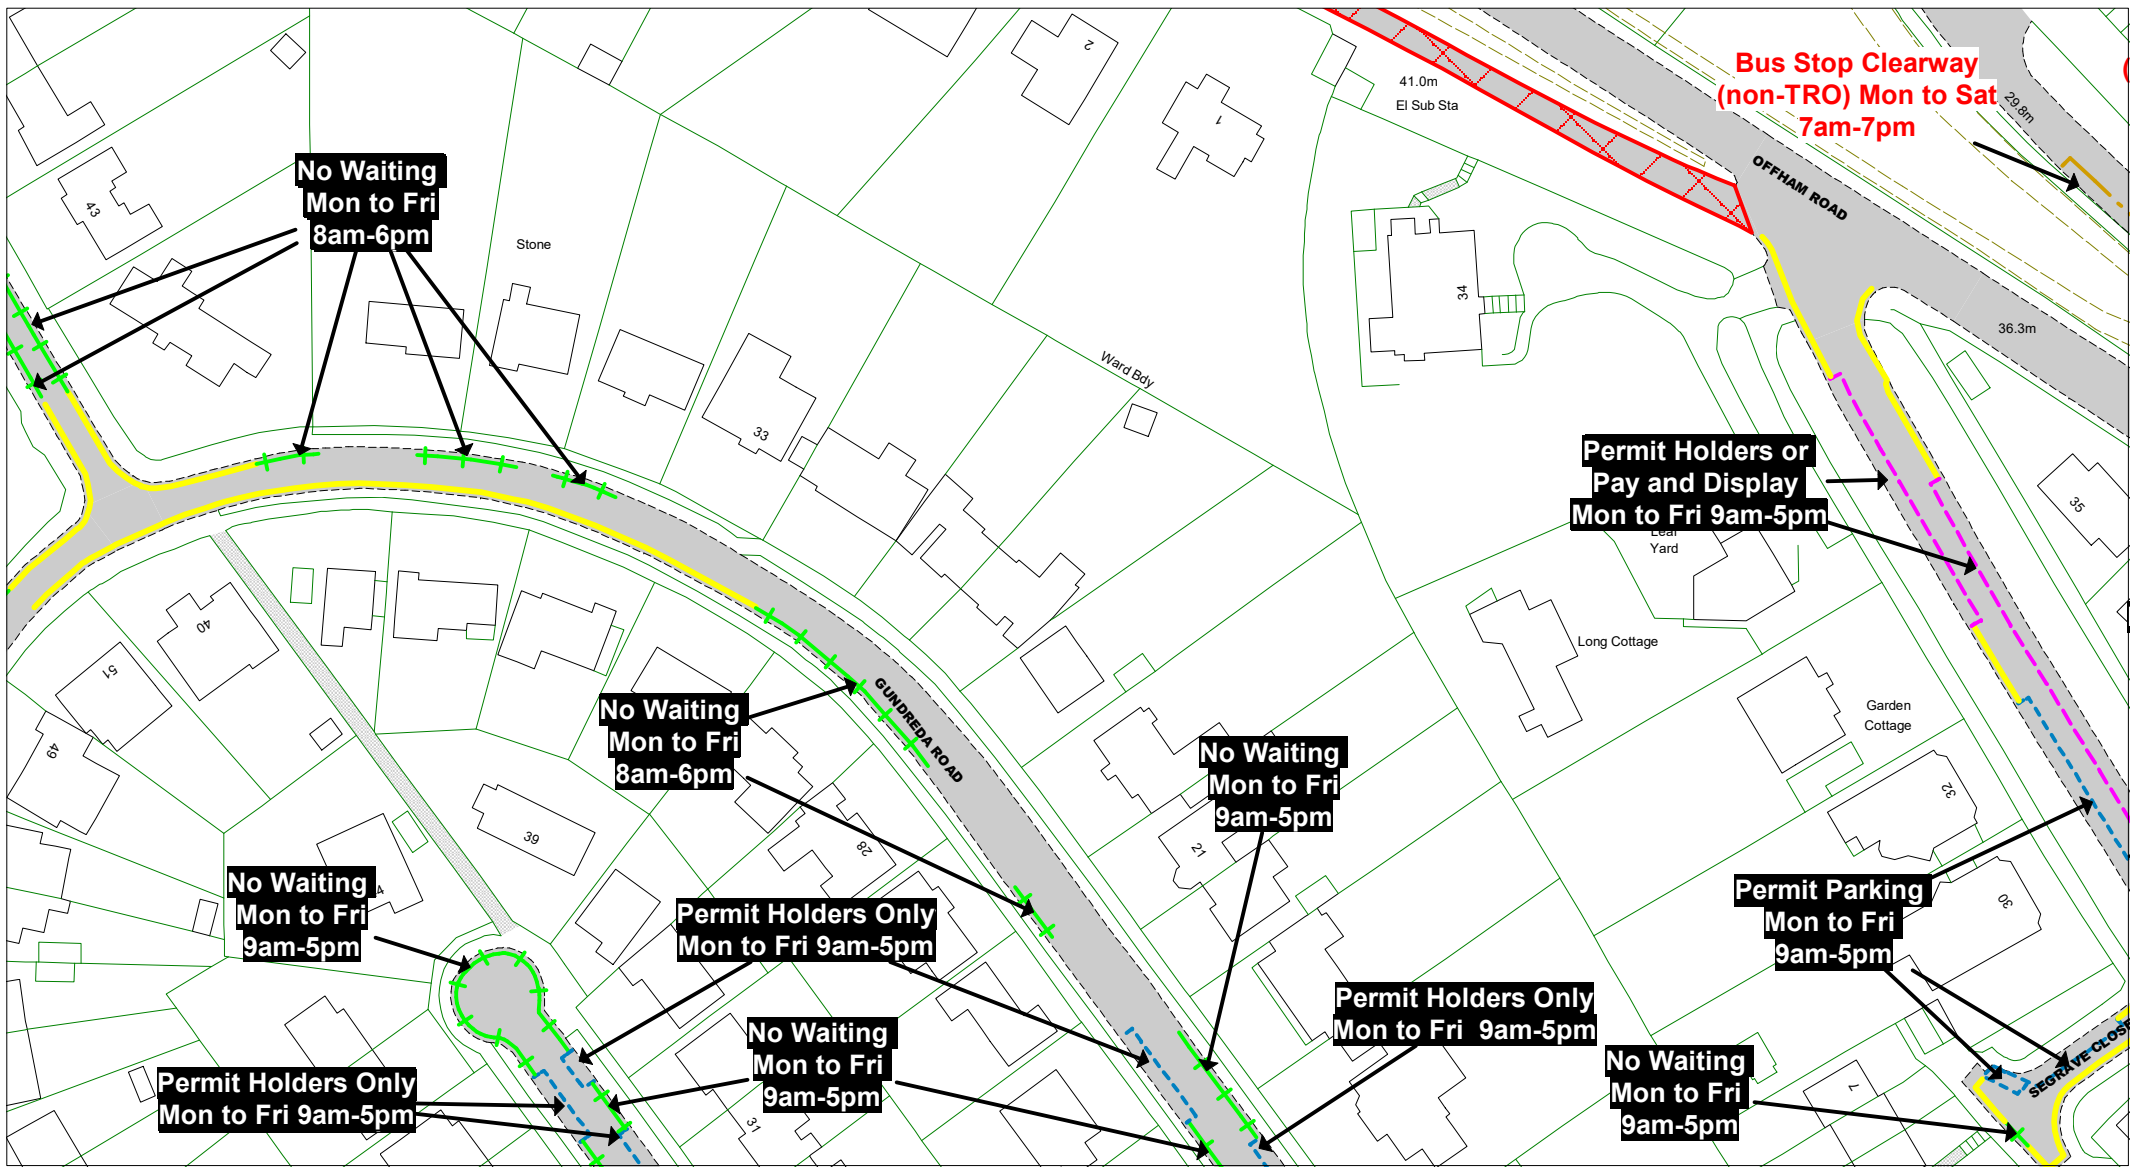 2
41.0m
El Sub Sta
1
Bus Stop Clearway
(non-TRO) Mon to Sat
7am-7pm
(
29.8m
OFFHAM ROAD
43
No Waiting
Mon to Fri
8am-6pm
Stone
34
36.3m
Ward Bdy
33
Permit Holders or
Pay and Display
Mon to Fri 9am-5pm
Yard
35
40
51
49
Long Cottage
Garden
Cottage
GUNDREDA ROAD
No Waiting
Mon to Fri
8am-6pm
No Waiting
Mon to Fri
9am-5pm
32
39
28
21
No Waiting
Mon to Fri
9am-5pm
4
Permit Holders Only
Mon to Fri 9am-5pm
Permit Parking
Mon to Fri
9am-5pm
30
Permit Holders Only
Mon to Fri 9am-5pm
No Waiting
Mon to Fri
9am-5pm
Permit Holders Only
Mon to Fri 9am-5pm
31
No Waiting
Mon to Fri
9am-5pm
7
SEGRAVE CLOSE